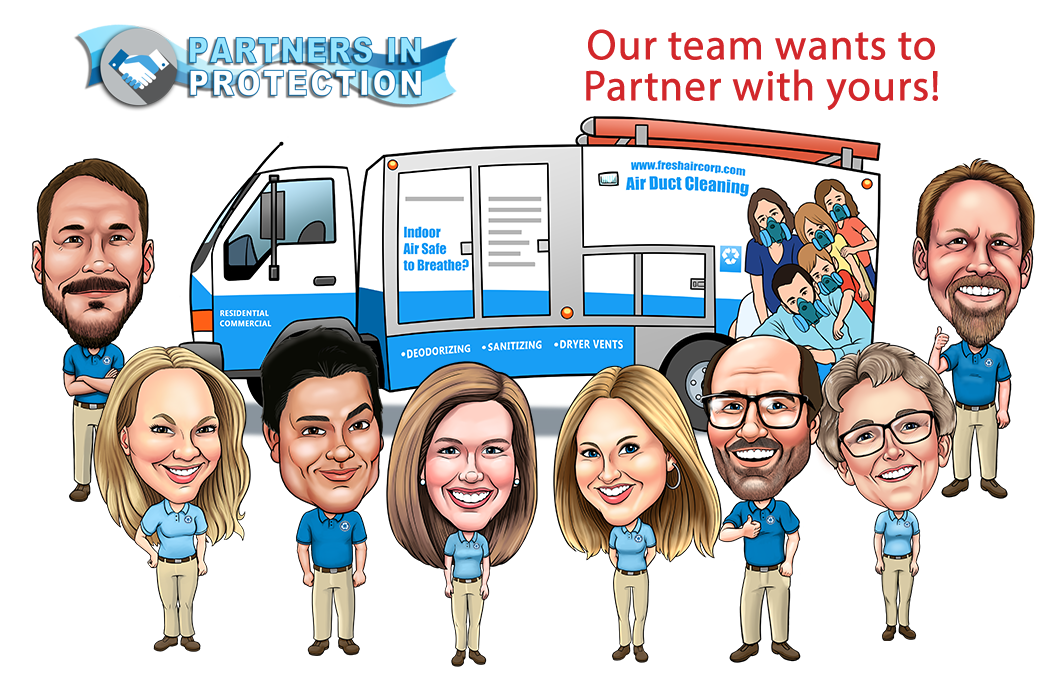 PARTNERS IN
PROTECTION
Our team wants to
Partner with yours!
www.freshaircorp.com
Air Duct Cleaning
Indoor
Air Safe
to Breathe?
RESIDENTIAL
COMMERCIAL
•DEODORIZING •SANITIZING •DRYER VENTS